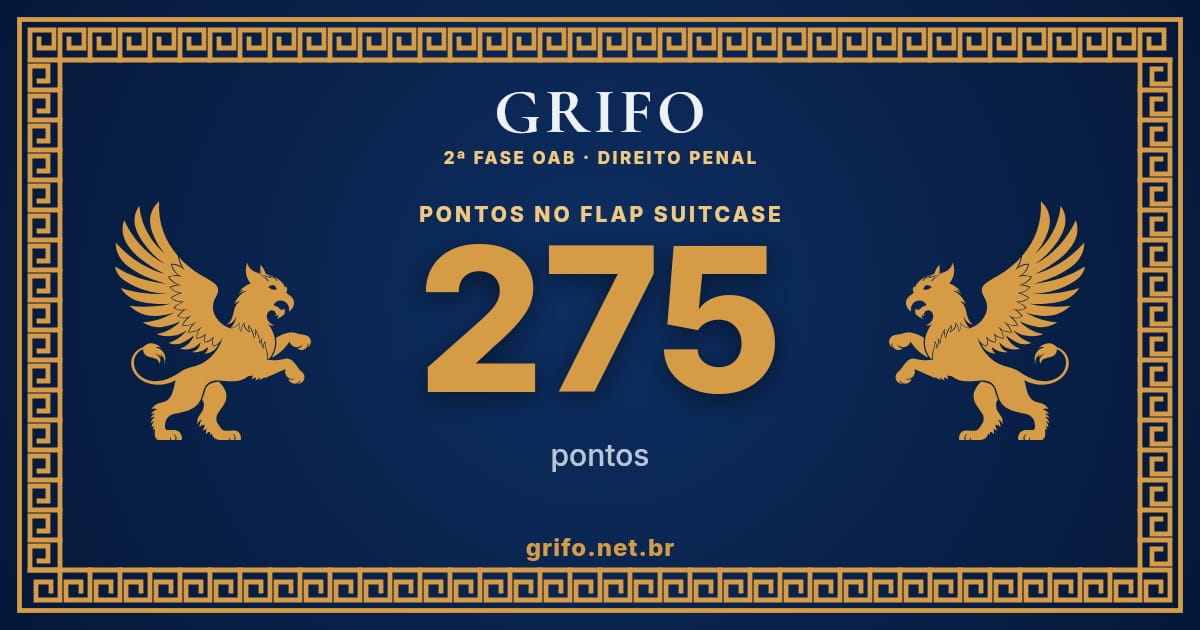 GRIFO
2ª FASE OAB · DIREITO PENAL
PONTOS NO FLAP SUITCASE
275
pontos
grifo.net.br